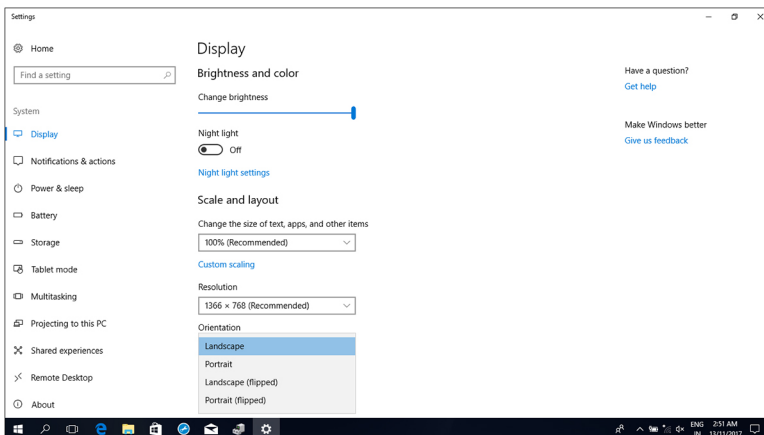 Settings
Home
Find a setting
System
Display
Notifications & actions
Power & sleep
Battery
Storage
Tablet mode
Multitasking
Projecting to this PC
Shared experiences
Remote Desktop
About
Display
Brightness and color
Change brightness
Night light
Off
Night light settings
Scale and layout
Change the size of text, apps, and other items
100% (Recommended)
Custom scaling
Resolution
1366 × 768 (Recommended)
Orientation
Landscape
Portrait
Landscape (flipped)
Portrait (flipped)
Have a question?
Get help
Make Windows better
Give us feedback
ENG
IN
2:51 AM
13/11/2017